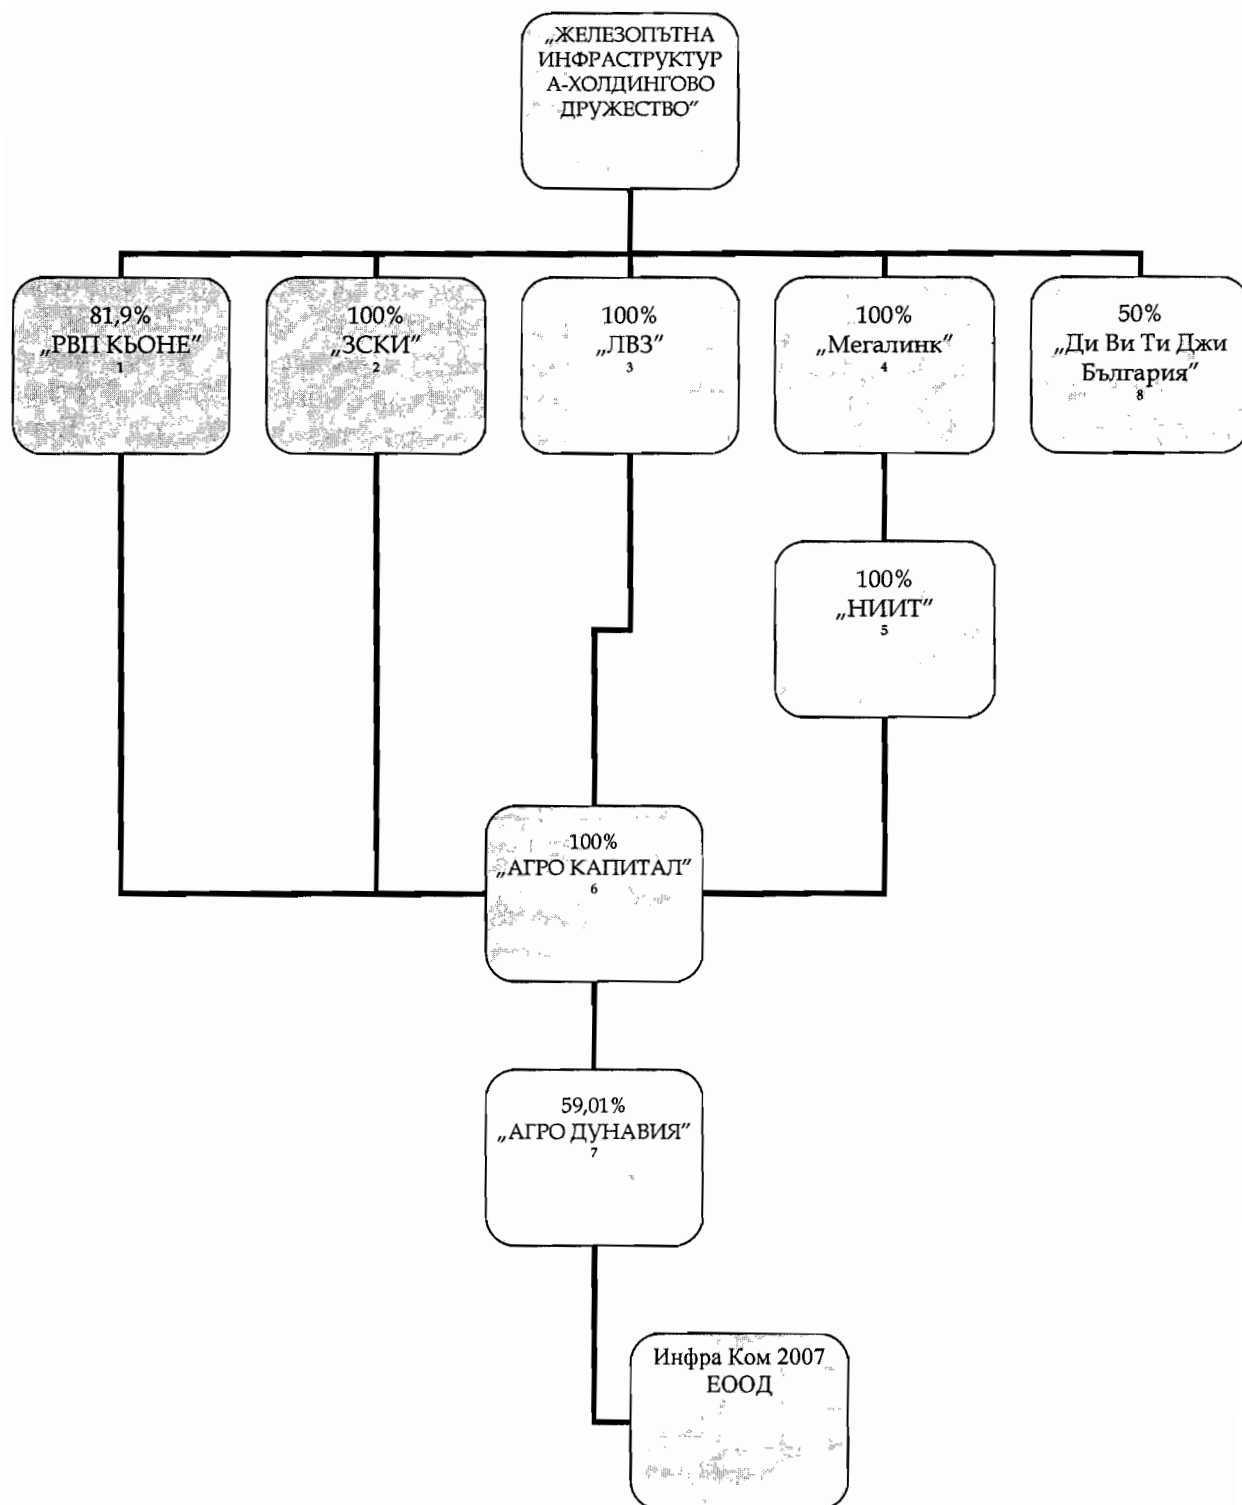 „ЖЕЛЕЗОПЪТНА
ИНФРАСТРУКТУР
А-ХОЛДИНГОВО
ДРУЖЕСТВО”
81,9%
„РВП КЬОНЕ”
1
100%
„ЗСКИ”
2
100%
„ЛВЗ”
3
100%
„Мегалинк”
4
50%
„Ди Ви Ти Джи
България”
8
100%
„НИИТ”
5
100%
„АГРО КАПИТАЛ”
6
59,01%
„АГРО ДУНАВИЯ”
7
Инфра Ком 2007
ЕООД